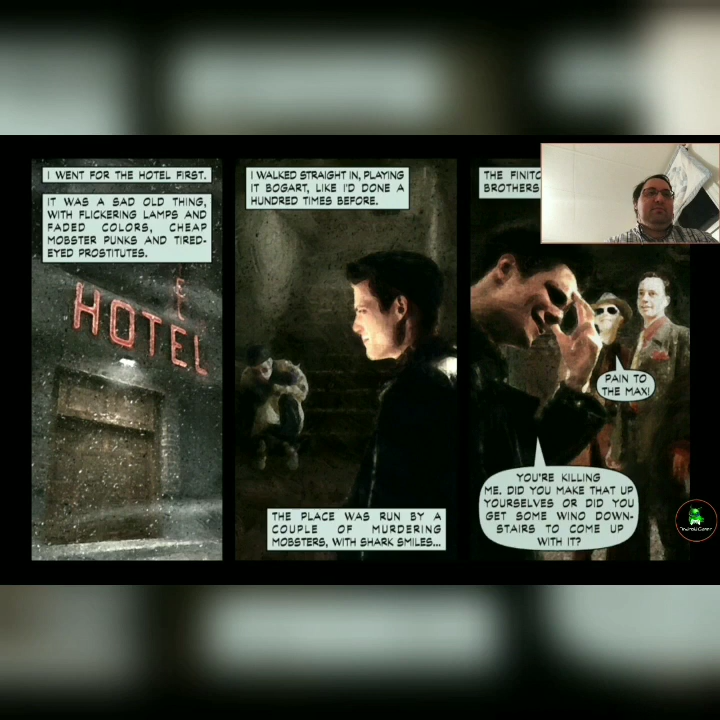 I WENT FOR THE HOTEL FIRST.
IT WAS A SAD OLD THING,
WITH FLICKERING LAMPS AND
FADED COLORS, CHEAP
MOBSTER PUNKS AND TIRED-
EYED PROSTITUTES.
HOTEL
I WALKED STRAIGHT IN, PLAYING
IT BOGART, LIKE I'D DONE A
HUNDRED TIMES BEFORE.
THE PLACE WAS RUN BY A
COUPLE OF MURDERING
MOBSTERS, WITH SHARK SMILES...
THE
BROTHERS
PAIN TO
THE MAX!
YOU'RE KILLING
ME. DID YOU MAKE THAT UP
YOURSELVES OR DID YOU
GET SOME WINO DOWN-
STAIRS TO COME UP
WITH IT?